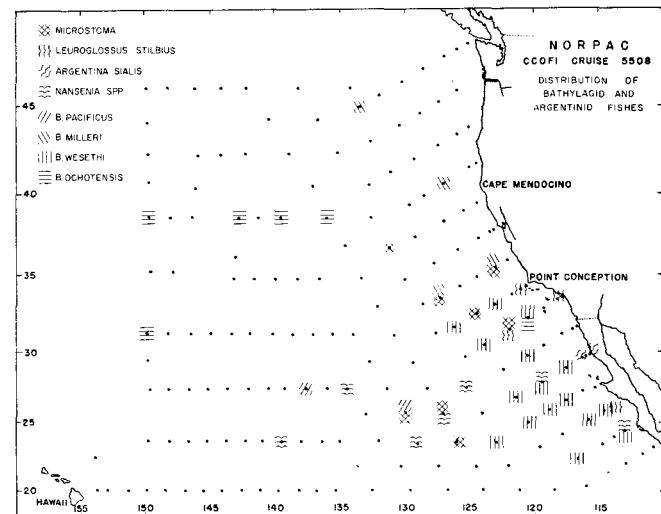 MICROSTOMA
LEUROGLOSSUS STILBIUS
ARGENTINA SIALIS
NANSENIA SPP
B. PACIFICUS
B. MILLERI
B. WESETHI
B. OCHOTENSIS
NORPAC
CCOFI CRUISE 5508
DISTRIBUTION OF
BATHYLAGID AND
ARGENTINID FISHES
45
40
CAPE MENDOCINO
35
POINT CONCEPTION
30
25
20
HAWAII
155 150 145 140 135 130 125 120 115